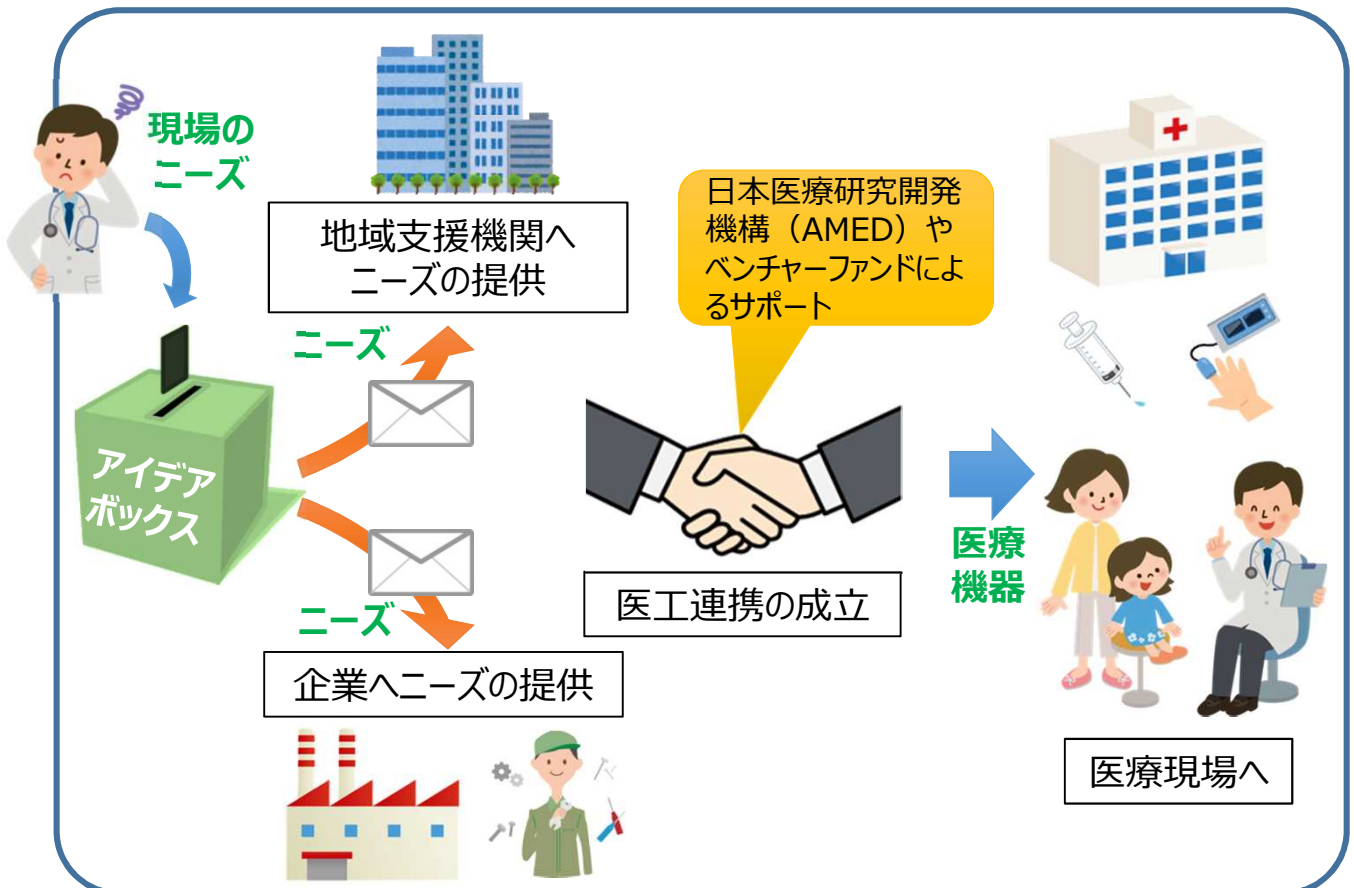 現場の
ニーズ
地域支援機関へ
ニーズの提供
日本医療研究開発
機構（AMED）や
ベンチャーファンドによ
るサポート
ニーズ
アイデア
ボックス
ニーズ
企業へニーズの提供
医工連携の成立
医療
機器
医療現場へ